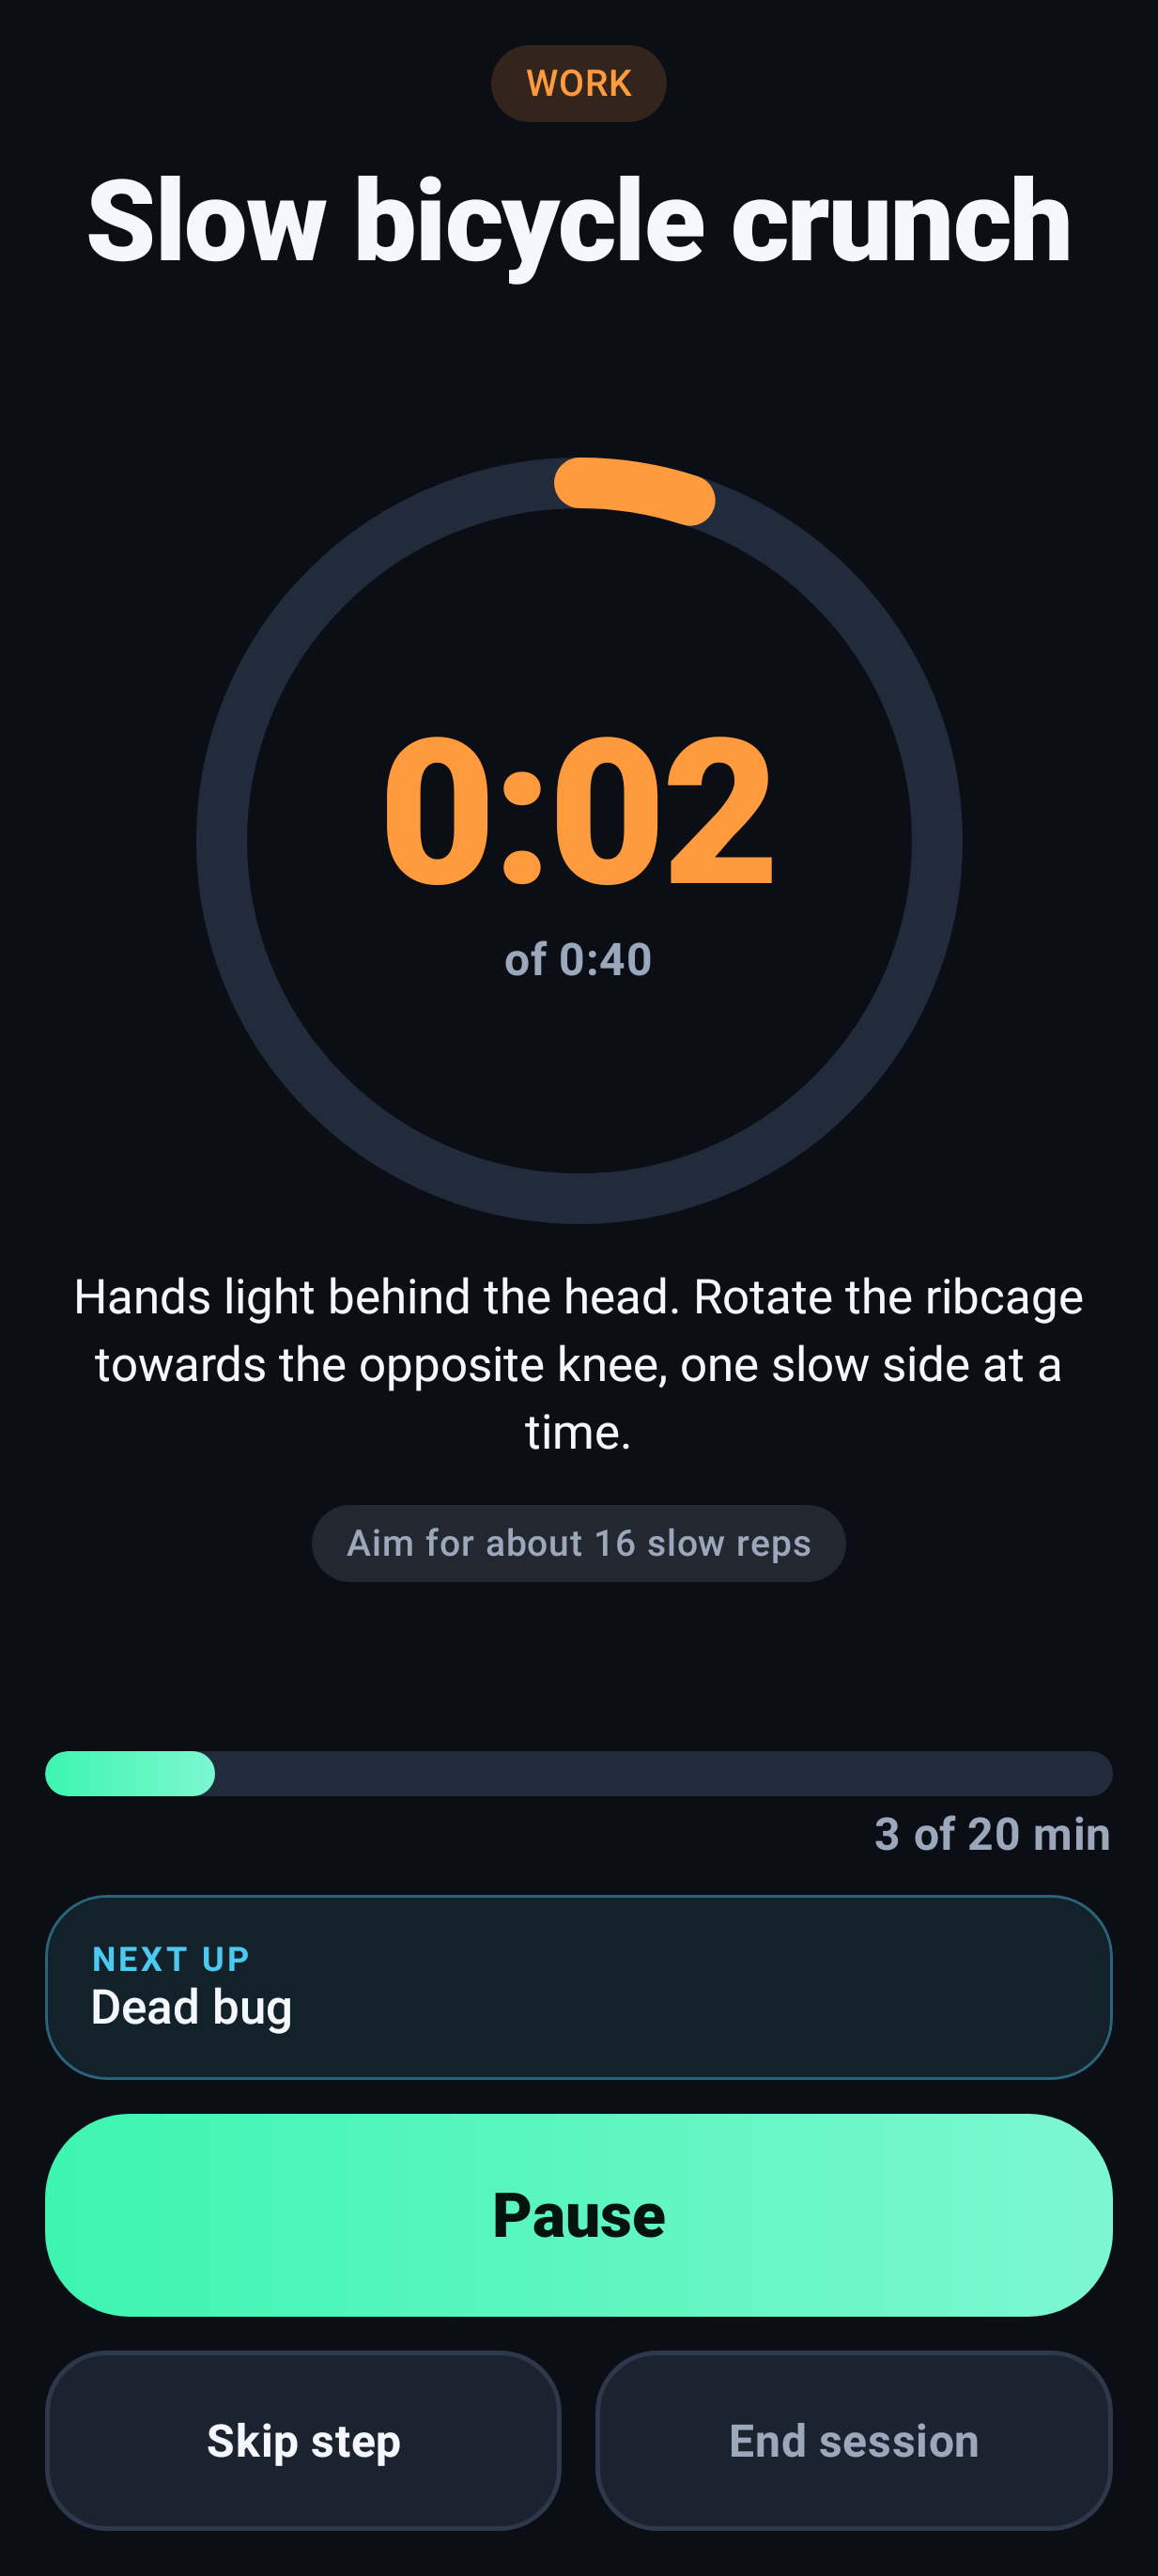 WORK
Slow bicycle crunch
0:02
of 0:40
Hands light behind the head. Rotate the ribcage
towards the opposite knee, one slow side at a
time.
Aim for about 16 slow reps
3 of 20 min
NEXT UP
Dead bug
Pause
Skip step
End session